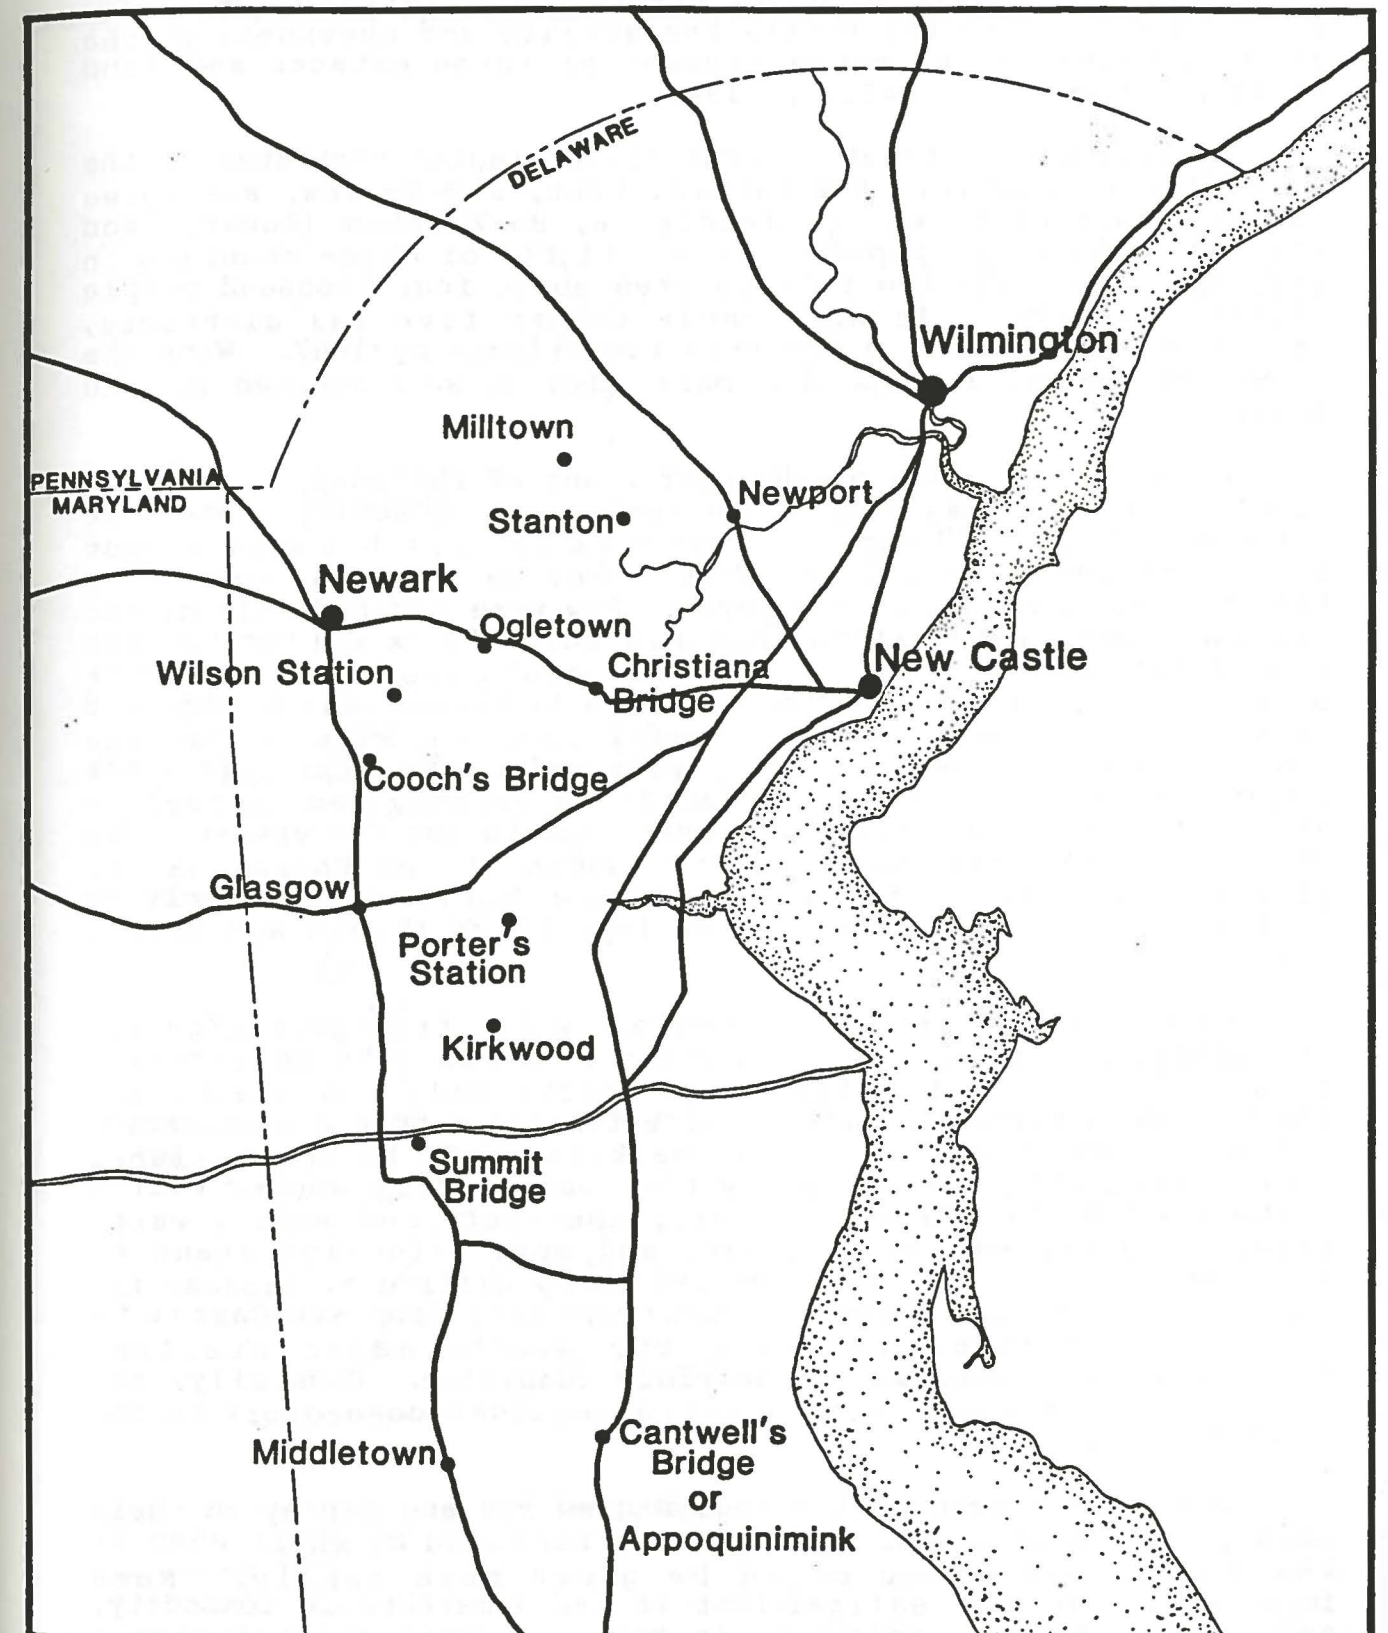 DELAWARE
Wilmington
Milltown
PENNSYLVANIA
MARYLAND
Newport
Stanton
Newark
Ogletown
Wilson Station
Christiana
Bridge
New Castle
Cooch's Bridge
Glasgow
Porter's
Station
Kirkwood
Summit
Bridge
Middletown
Cantwell's
Bridge
or
Appoquinimink